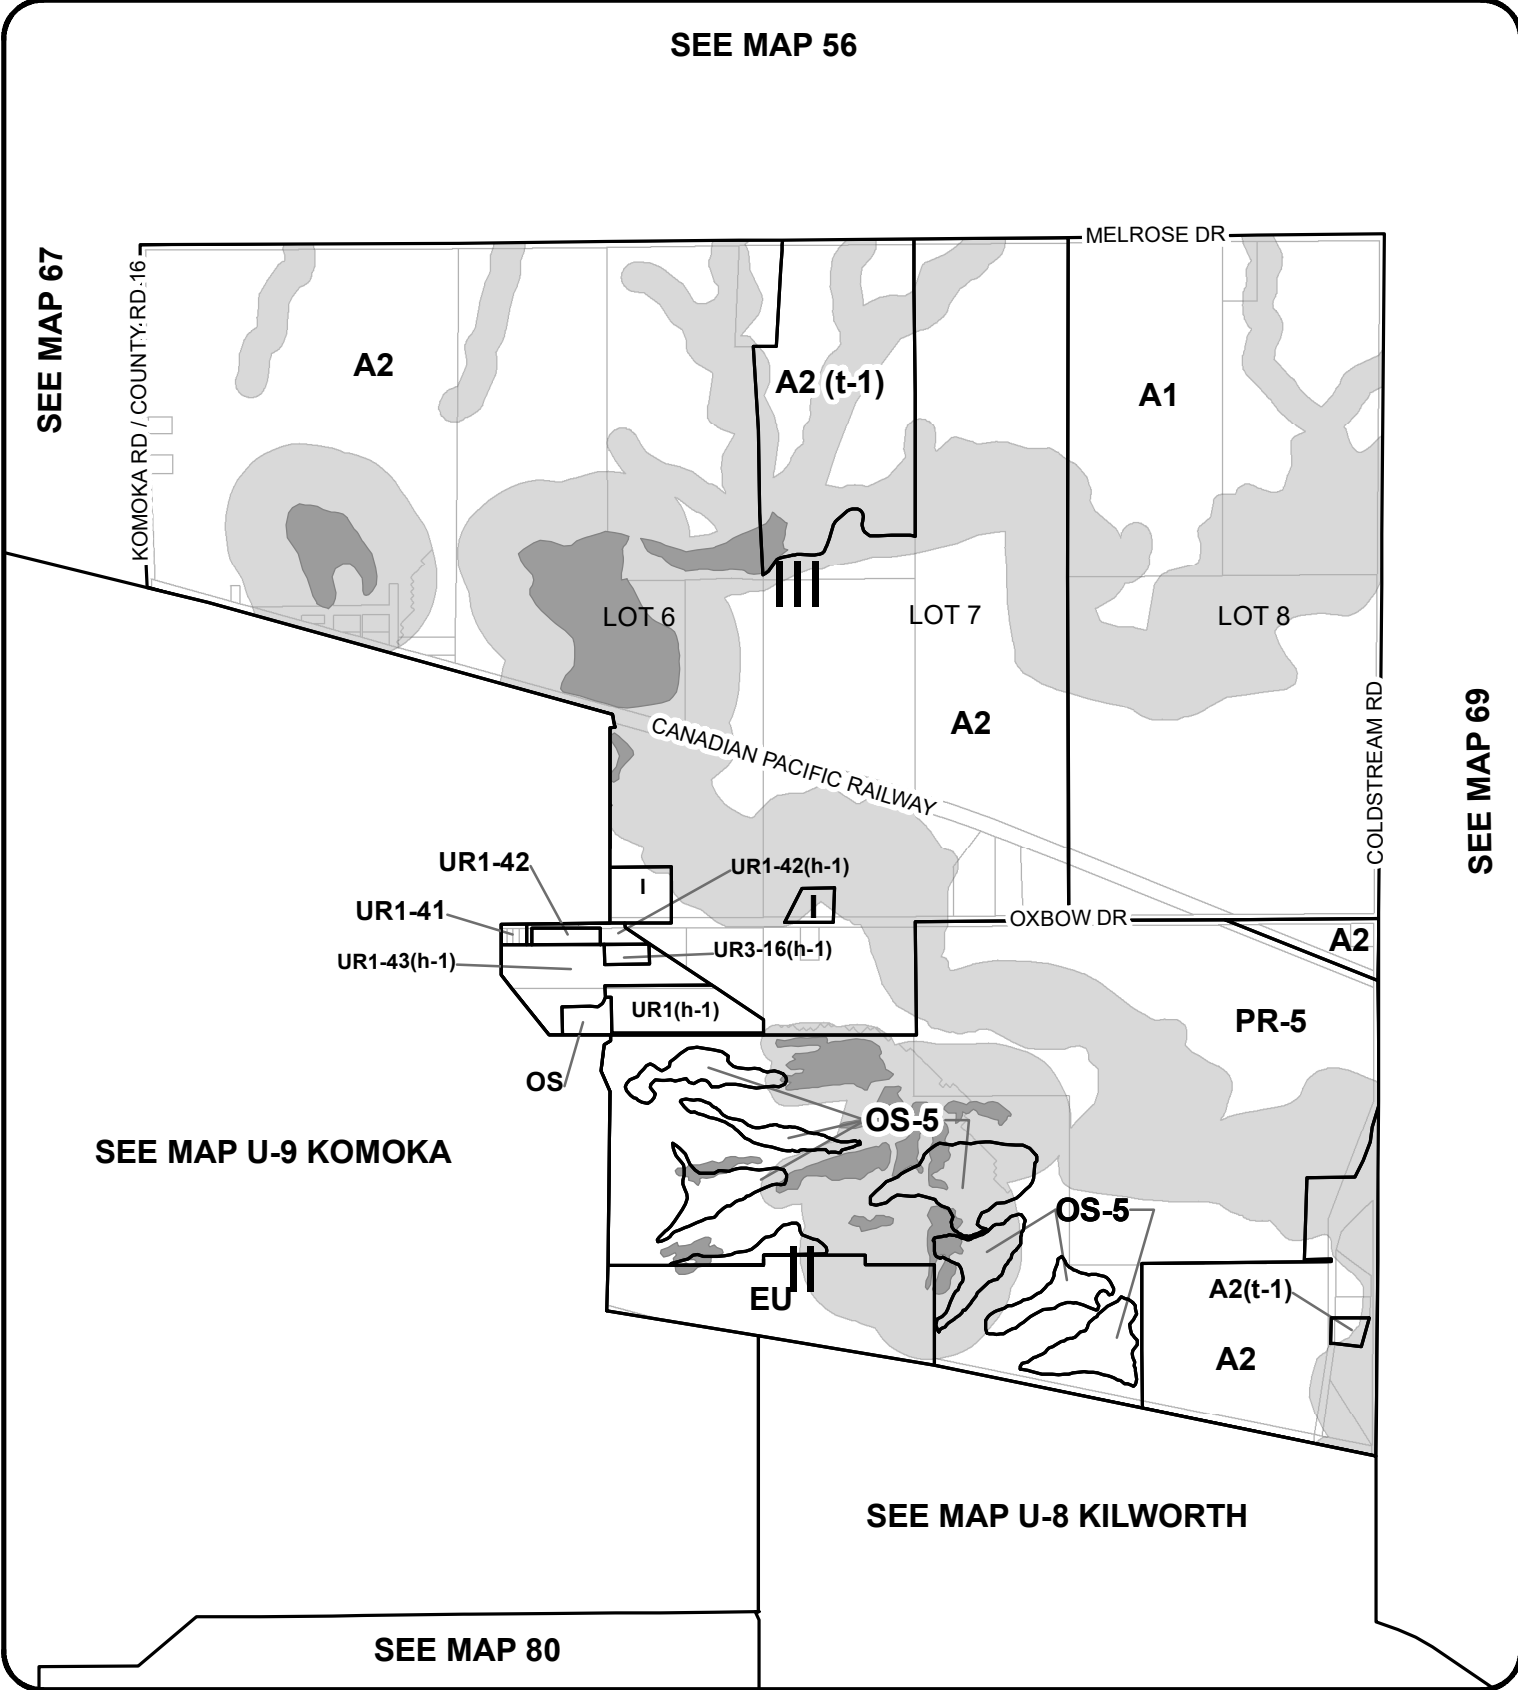 SEE MAP 56
MELROSE DR
SEE MAP 67
KOMOKA RD / COUNTY RD 16
A2
A2 (t-1)
A1
III
LOT 6
LOT 7
LOT 8
A2
CANADIAN PACIFIC RAILWAY
COLDSTREAM RD
SEE MAP 69
UR1-42
UR1-42(h-1)
I
I
UR1-41
OXBOW DR
A2
UR1-43(h-1)
UR3-16(h-1)
UR1(h-1)
PR-5
OS
OS-5
SEE MAP U-9 KOMOKA
OS-5
II
EU
A2(t-1)
A2
SEE MAP U-8 KILWORTH
SEE MAP 80